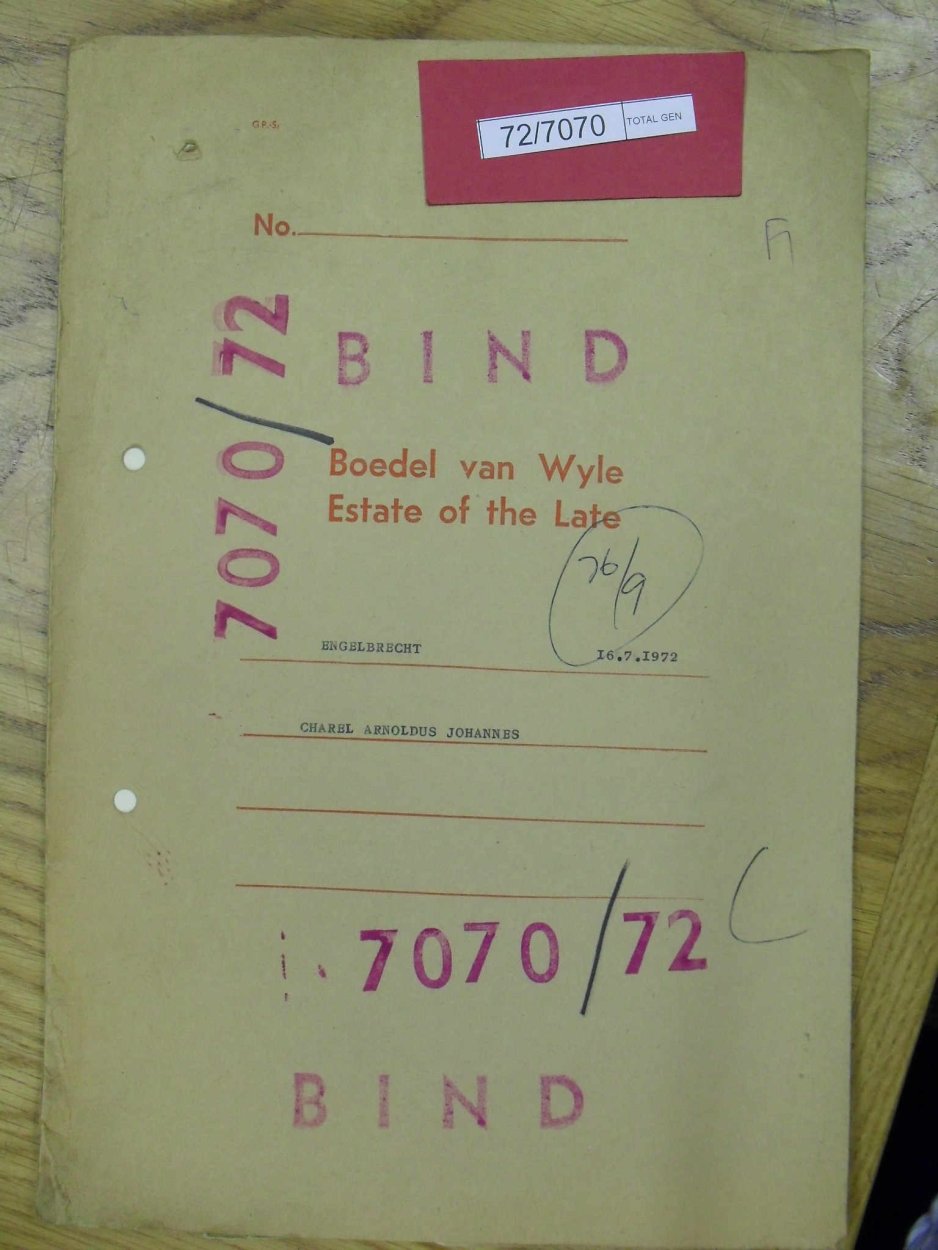 G.P.-S.
72/7070 TOTAL GEN
No.
7070/72
BIND
Boedel van Wyle
Estate of the Late
26/9
ENGELBRECHT 16.7.1972
CHAREL ARNOLDUS JOHANNES
7070/72
BIND